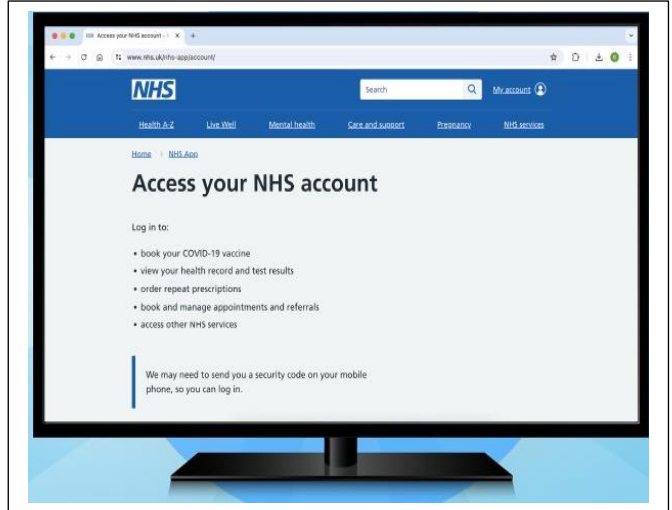 Access your NHS account -
www.nhs.uk/nhs-app/account/
NHS
Search
My account
Health A-Z Live Well Mental health Care and support Pregnancy NHS services
Home NHS App
Access your NHS account
Log in to:
• book your COVID-19 vaccine
• view your health record and test results
• order repeat prescriptions
• book and manage appointments and referrals
• access other NHS services
We may need to send you a security code on your mobile
phone, so you can log in.